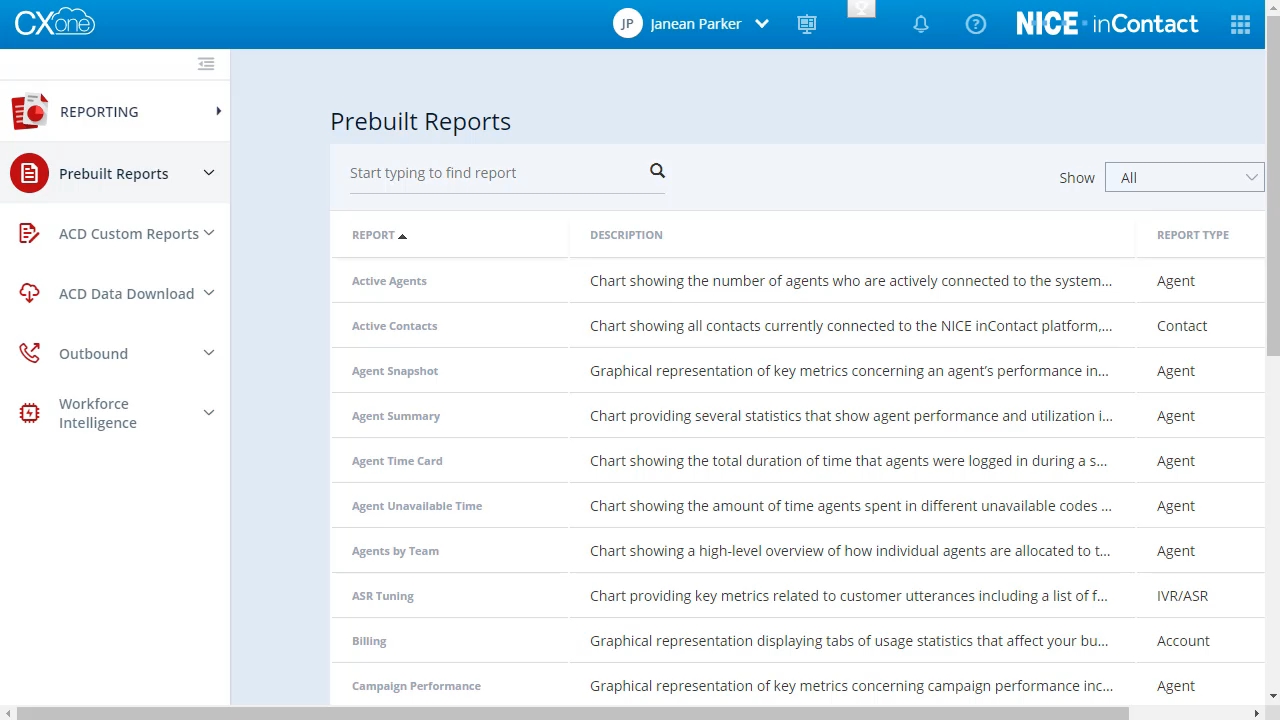 CXone
JP Janean Parker
NICE inContact
REPORTING
Prebuilt Reports
ACD Custom Reports
ACD Data Download
Outbound
Workforce
Intelligence
Prebuilt Reports
Start typing to find report
Show All
REPORT DESCRIPTION REPORT TYPE
Active Agents Chart showing the number of agents who are actively connected to the system... Agent
Active Contacts Chart showing all contacts currently connected to the NICE inContact platform,... Contact
Agent Snapshot Graphical representation of key metrics concerning an agent’s performance in... Agent
Agent Summary Chart providing several statistics that show agent performance and utilization i... Agent
Agent Time Card Chart showing the total duration of time that agents were logged in during a s... Agent
Agent Unavailable Time Chart showing the amount of time agents spent in different unavailable codes ... Agent
Agents by Team Chart showing a high-level overview of how individual agents are allocated to t... Agent
ASR Tuning Chart providing key metrics related to customer utterances including a list of f... IVR/ASR
Billing Graphical representation displaying tabs of usage statistics that affect your bu... Account
Campaign Performance Graphical representation of key metrics concerning campaign performance inc... Agent